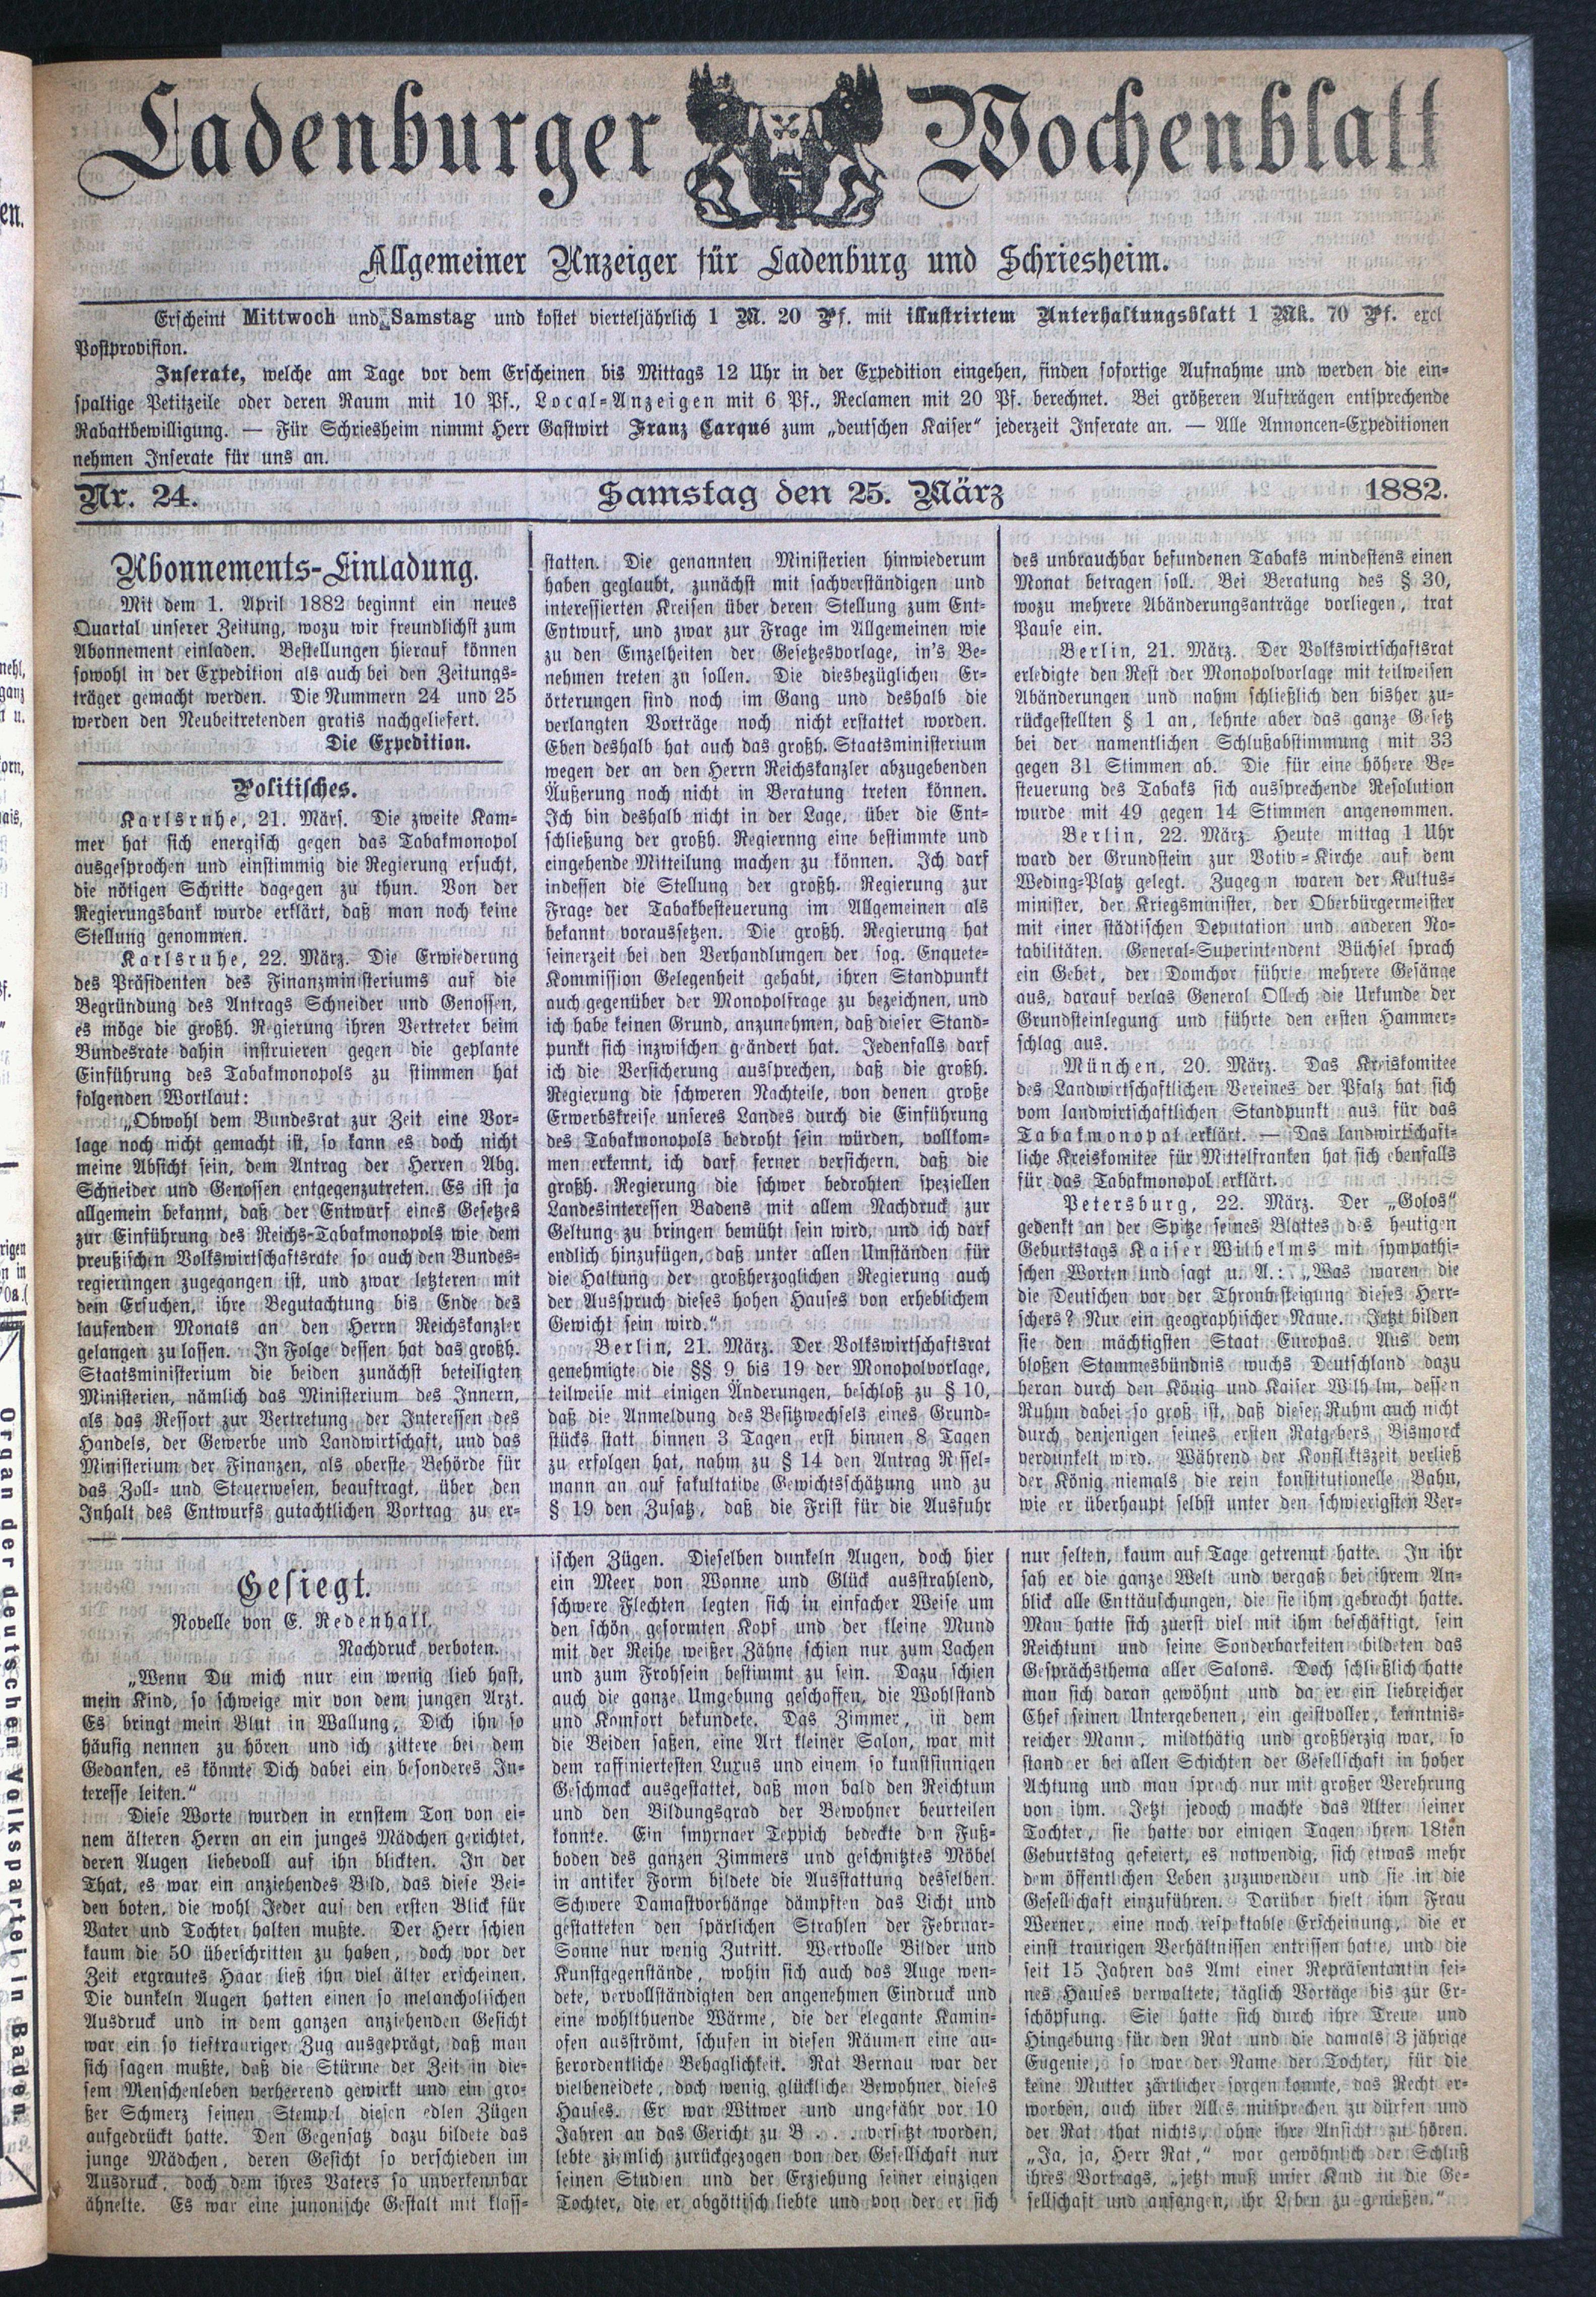 Ladenburger Wochenblatt
Allgemeiner Anzeiger für Ladenburg und Schriesheim.
Erscheint Mittwoch und Samstag und kostet vierteljährlich 1 M. 20 Pf. mit illustrirtem Unterhaltungsblatt 1 Mk. 70 Pf. excl
Postprovision.
Inserate, welche am Tage vor dem Erscheinen bis Mittags 12 Uhr in der Expedition eingehen, finden sofortige Aufnahme und werden die ein-
spaltige Petitzeile oder deren Raum mit 10 Pf., Local-Anzeigen mit 6 Pf., Reclamen mit 20 Pf. berechnet. Bei größeren Aufträgen entsprechende
Rabattbewilligung. — Für Schriesheim nimmt Herr Gastwirt Franz Carqué zum „deutschen Kaiser" jederzeit Inserate an. — Alle Annoncen-Expeditionen
nehmen Inserate für uns an.
Nr. 24. Samstag den 25. März 1882.
Abonnements-Einladung.
Mit dem 1. April 1882 beginnt ein neues
Quartal unserer Zeitung, wozu wir freundlichst zum
Abonnement einladen. Bestellungen hierauf können
sowohl in der Expedition als auch bei den Zeitungs-
träger gemacht werden. Die Nummern 24 und 25
werden den Neubeitretenden gratis nachgeliefert.
Die Expedition.
Politisches.
Karlsruhe, 21. März. Die zweite Kam-
mer hat sich energisch gegen das Tabakmonopol
ausgesprochen und einstimmig die Regierung ersucht,
die nötigen Schritte dagegen zu thun. Von der
Regierungsbank wurde erklärt, daß man noch keine
Stellung genommen.
Karlsruhe, 22. März. Die Erwiederung
des Präsidenten des Finanzministeriums auf die
Begründung des Antrags Schneider und Genossen,
es möge die großh. Regierung ihren Vertreter beim
Bundesrate dahin instruieren gegen die geplante
Einführung des Tabakmonopols zu stimmen hat
folgenden Wortlaut:
„Obwohl dem Bundesrat zur Zeit eine Vor-
lage noch nicht gemacht ist, so kann es doch nicht
meine Absicht sein, dem Antrag der Herren Abg.
Schneider und Genossen entgegenzutreten. Es ist ja
allgemein bekannt, daß der Entwurf eines Gesetzes
zur Einführung des Reichs-Tabakmonopols wie dem
preußischen Volkswirtschaftsrate so auch den Bundes-
regierungen zugegangen ist, und zwar letzteren mit
dem Ersuchen, ihre Begutachtung bis Ende des
laufenden Monats an den Herrn Reichskanzler
gelangen zu lassen. In Folge dessen hat das großh.
Staatsministerium die beiden zunächst beteiligten
Ministerien, nämlich das Ministerium des Innern,
als das Ressort zur Vertretung der Interessen des
Handels, der Gewerbe und Landwirtschaft, und das
Ministerium der Finanzen, als oberste Behörde für
das Zoll- und Steuerwesen, beauftragt, über den
Inhalt des Entwurfs gutachtlichen Vortrag zu er-
statten. Die genannten Ministerien hinwiederum
haben geglaubt, zunächst mit sachverständigen und
interessierten Kreisen über deren Stellung zum Ent-
Entwurf, und zwar zur Frage im Allgemeinen wie
zu den Einzelheiten der Gesetzesvorlage, in's Be-
nehmen treten zu sollen. Die diesbezüglichen Er-
örterungen sind noch im Gang und deshalb die
verlangten Vorträge noch nicht erstattet worden.
Eben deshalb hat auch das großh. Staatsministerium
wegen der an den Herrn Reichskanzler abzugebenden
Äußerung noch nicht in Beratung treten können.
Ich bin deshalb nicht in der Lage, über die Ent-
schließung der großh. Regiernng eine bestimmte und
eingehende Mitteilung machen zu können. Ich darf
indessen die Stellung der großh. Regierung zur
Frage der Tabakbesteuerung im Allgemeinen als
bekannt voraussetzen. Die großh. Regierung hat
seinerzeit bei den Verhandlungen der sog. Enquete-
Kommission Gelegenheit gehabt, ihren Standpunkt
auch gegenüber der Monopolfrage zu bezeichnen, und
ich habe keinen Grund, anzunehmen, daß dieser Stand-
punkt sich inzwischen geändert hat. Jedenfalls darf
ich die Versicherung aussprechen, daß die großh.
Regierung die schweren Nachteile, von denen große
Erwerbskreise unseres Landes durch die Einführung
des Tabakmonopols bedroht sein würden, vollkom-
men erkennt, ich darf ferner versichern, daß die
großh. Regierung die schwer bedrohten speziellen
Landesinteressen Badens mit allem Nachdruck zur
Geltung zu bringen bemüht sein wird, und ich darf
endlich hinzufügen, daß unter allen Umständen für
die Haltung der großherzoglichen Regierung auch
der Ausspruch dieses hohen Hauses von erheblichem
Gewicht sein wird."
Berlin, 21. März. Der Volkswirtschaftsrat
genehmigte die §§ 9 bis 19 der Monopolvorlage,
teilweise mit einigen Änderungen, beschloß zu § 10,
daß die Anmeldung des Besitzwechsels eines Grund-
stücks statt binnen 3 Tagen erst binnen 8 Tagen
zu erfolgen hat, nahm zu § 14 den Antrag Rissel-
mann an auf fakultative Gewichtsschätzung und zu
§ 19 den Zusatz, daß die Frist für die Ausfuhr
des unbrauchbar befundenen Tabaks mindestens einen
Monat betragen soll. Bei Beratung des § 30,
wozu mehrere Abänderungsanträge vorliegen, trat
Pause ein.
Berlin, 21. März. Der Volkswirtschaftsrat
erledigte den Rest der Monopolvorlage mit teilweisen
Abänderungen und nahm schließlich den bisher zu-
rückgestellten § 1 an, lehnte aber das ganze Gesetz
bei der namentlichen Schlußabstimmung mit 33
gegen 31 Stimmen ab. Die für eine höhere Be-
steuerung des Tabaks sich aussprechende Resolution
wurde mit 49 gegen 14 Stimmen angenommen.
Berlin, 22. März. Heute mittag 1 Uhr
ward der Grundstein zur Votiv-Kirche auf dem
Weding-Platz gelegt. Zugegen waren der Kultus-
minister, der Kriegsminister, der Oberbürgermeister
mit einer städtischen Deputation und anderen No-
tabilitäten. General-Superintendent Büchsel sprach
ein Gebet, der Domchor führte mehrere Gesänge
aus, darauf verlas General Ollech die Urkunde der
Grundsteinlegung und führte den ersten Hammer-
schlag aus.
München, 20. März. Das Kreiskomitee
des Landwirtschaftlichen Vereines der Pfalz hat sich
vom landwirtschaftlichen Standpunkt aus für das
Tabakmonopol erklärt. — Das landwirtschaft-
liche Kreiskomitee für Mittelfranken hat sich ebenfalls
für das Tabakmonopol erklärt.
Petersburg, 22. März. Der „Golos"
gedenkt an der Spitze seines Blattes des heutigen
Geburtstags Kaiser Wilhelms mit sympathi-
schen Worten und sagt u. A.: „Was waren die
die Deutschen vor der Thronbesteigung dieses Herr-
schers? Nur ein geographischer Name. Jetzt bilden
sie den mächtigsten Staat Europas. Aus dem
bloßen Stammesbündnis wuchs Deutschland dazu
heran durch den König und Kaiser Wilhelm, dessen
Ruhm dabei so groß ist, daß dieser Ruhm auch nicht
durch denjenigen seines ersten Ratgebers Bismarck
verdunkelt wird. Während der Konfliktszeit verließ
der König niemals die rein konstitutionelle Bahn,
wie er überhaupt selbst unter den schwierigsten Ver-
Gesiegt.
Novelle von E. Redenhall.
Nachdruck verboten.
„Wenn Du mich nur ein wenig lieb hast,
mein Kind, so schweige mir von dem jungen Arzt.
Es bringt mein Blut in Wallung, Dich ihn so
häufig nennen zu hören und ich zittere bei dem
Gedanken, es könnte Dich dabei ein besonderes In-
teresse leiten."
Diese Worte wurden in ernstem Ton von ei-
nem älteren Herrn an ein junges Mädchen gerichtet,
deren Augen liebevoll auf ihn blickten. In der
That, es war ein anziehendes Bild, das diese Bei-
den boten, die wohl Jeder auf den ersten Blick für
Vater und Tochter halten mußte. Der Herr schien
kaum die 50 überschritten zu haben, doch vor der
Zeit ergrautes Haar ließ ihn viel älter erscheinen.
Die dunkeln Augen hatten einen so melancholischen
Ausdruck und in dem ganzen anziehenden Gesicht
war ein so tieftrauriger Zug ausgeprägt, daß man
sich sagen mußte, daß die Stürme der Zeit in die-
sem Menschenleben verheerend gewirkt und ein gro-
ßer Schmerz seinen Stempel diesen edlen Zügen
aufgedrückt hatte. Den Gegensatz dazu bildete das
junge Mädchen, deren Gesicht so verschieden im
Ausdruck, doch dem ihres Vaters so unverkennbar
ähnelte. Es war eine junonische Gestalt mit klass-
ischen Zügen. Dieselben dunkeln Augen, doch hier
ein Meer von Wonne und Glück ausstrahlend,
schwere Flechten legten sich in einfacher Weise um
den schön geformten Kopf und der kleine Mund
mit der Reihe weißer Zähne schien nur zum Lachen
und zum Frohsein bestimmt zu sein. Dazu schien
auch die ganze Umgebung geschaffen, die Wohlstand
und Komfort bekundete. Das Zimmer, in dem
die Beiden saßen, eine Art kleiner Salon, war mit
dem raffiniertesten Luxus und einem so kunstsinnigen
Geschmack ausgestattet, daß man bald den Reichtum
und den Bildungsgrad der Bewohner beurteilen
konnte. Ein smyrnaer Teppich bedeckte den Fuß-
boden des ganzen Zimmers und geschnitztes Möbel
in antiker Form bildete die Ausstattung desselben.
Schwere Damastvorhänge dämpften das Licht und
gestatteten den spärlichen Strahlen der Februar-
Sonne nur wenig Zutritt. Wertvolle Bilder und
Kunstgegenstände, wohin sich auch das Auge wen-
dete, vervollständigten den angenehmen Eindruck und
eine wohlthuende Wärme, die der elegante Kamin-
ofen ausströmt, schufen in diesen Räumen eine au-
ßerordentliche Behaglichkeit. Rat Bernau war der
vielbeneidete, doch wenig glückliche Bewohner dieses
Hauses. Er war Witwer und ungefähr vor 10
Jahren an das Gericht zu B . . . versetzt worden,
lebte ziemlich zurückgezogen von der Gesellschaft nur
seinen Studien und der Erziehung seiner einzigen
Tochter, die er abgöttisch liebte und von der er sich
nur selten, kaum auf Tage getrennt hatte. In ihr
sah er die ganze Welt und vergaß bei ihrem An-
blick alle Enttäuschungen, die sie ihm gebracht hatte.
Man hatte sich zuerst viel mit ihm beschäftigt, sein
Reichtum und seine Sonderbarkeiten bildeten das
Gesprächsthema aller Salons. Doch schließlich hatte
man sich daran gewöhnt und da er ein liebreicher
Chef seinen Untergebenen, ein geistvoller, kenntnis-
reicher Mann, mildthätig und großherzig war, so
stand er bei allen Schichten der Gesellschaft in hoher
Achtung und man sprach nur mit großer Verehrung
von ihm. Jetzt jedoch machte das Alter seiner
Tochter, sie hatte vor einigen Tagen ihren 18ten
Geburtstag gefeiert, es notwendig, sich etwas mehr
dem öffentlichen Leben zuzuwenden und sie in die
Gesellschaft einzuführen. Darüber hielt ihm Frau
Werner, eine noch respektable Erscheinung, die er
einst traurigen Verhältnissen entrissen hatte, und die
seit 15 Jahren das Amt einer Repräsentantin sei-
nes Hauses verwaltete, täglich Vorträge bis zur Er-
schöpfung. Sie hatte sich durch ihre Treue und
Hingebung für den Rat und die damals 3 jährige
Eugenie, so war der Name der Tochter, für die
keine Mutter zärtlicher sorgen konnte, das Recht er-
worben, auch über Alles mitsprechen zu dürfen und
der Rat that nichts, ohne ihre Ansicht zu hören.
„Ja, ja, Herr Rat," war gewöhnlich der Schluß
ihres Vortrags, „jetzt muß unser Kind in die Ge-
sellschaft und anfangen, ihr Leben zu genießen."
Organ der deutschen Volkspartei in Baden.